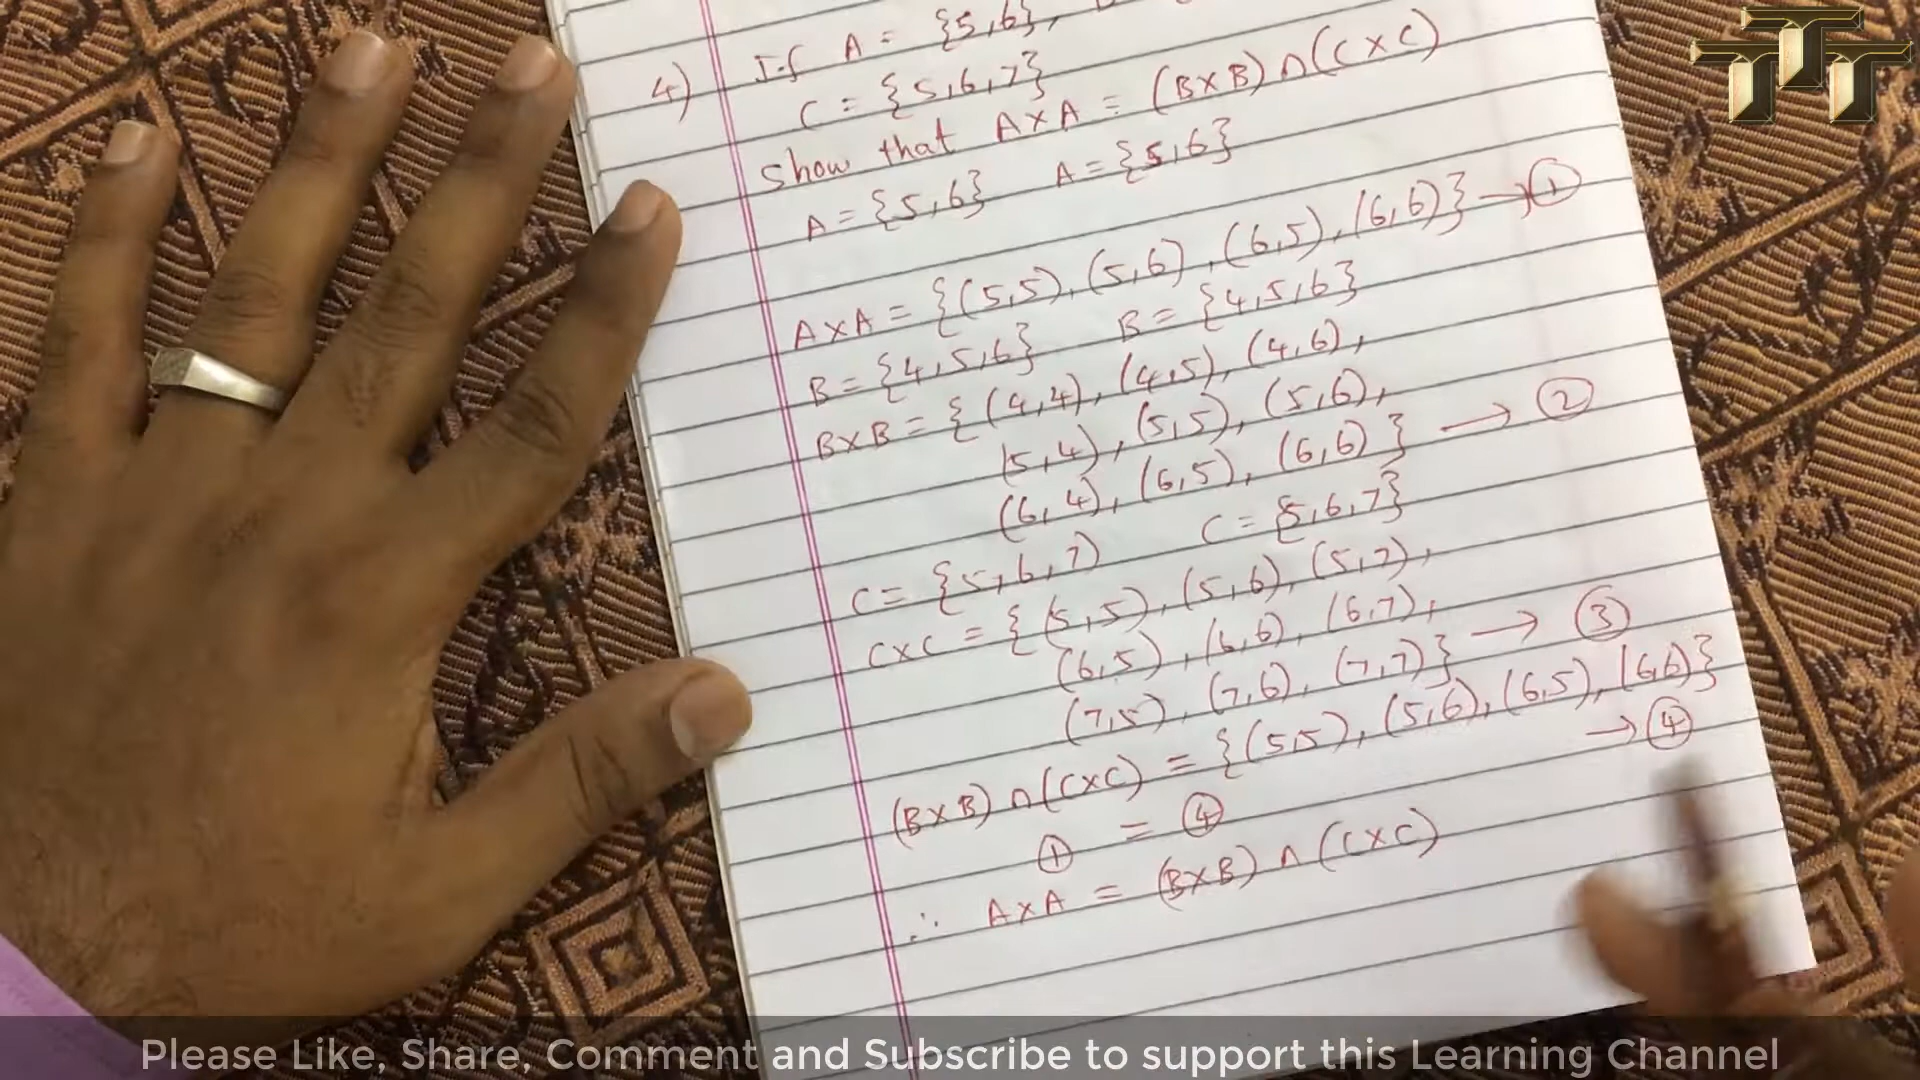 4) If A = {5,6},
C = {5,6,7}
Show that A×A = (B×B)∩(C×C)
A = {5,6} A = {5,6}
A×A = {(5,5), (5,6), (6,5), (6,6)} → ①
B = {4,5,6} B = {4,5,6}
B×B = {(4,4), (4,5), (4,6),
(5,4), (5,5), (5,6),
(6,4), (6,5), (6,6)} → ②
C = {5,6,7) C = {5,6,7}
C×C = {(5,5), (5,6), (5,7),
(6,5), (6,6), (6,7),
(7,5), (7,6), (7,7)} → ③
(B×B)∩(C×C) = {(5,5), (5,6), (6,5), (6,6)}
→ ④
① = ④
∴ A×A = (B×B)∩(C×C)
TTT
Please Like, Share, Comment and Subscribe to support this Learning Channel